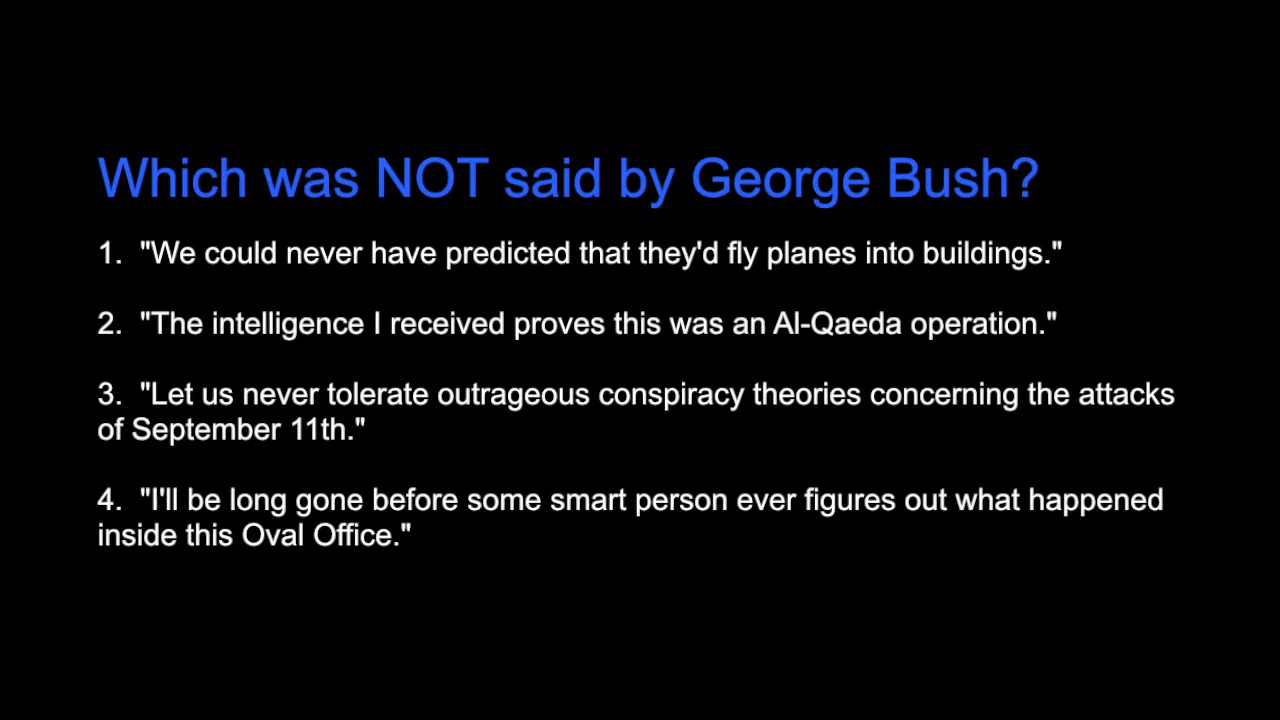 Which was NOT said by George Bush?
1. "We could never have predicted that they'd fly planes into buildings."
2. "The intelligence I received proves this was an Al-Qaeda operation."
3. "Let us never tolerate outrageous conspiracy theories concerning the attacks
of September 11th."
4. "I'll be long gone before some smart person ever figures out what happened
inside this Oval Office."